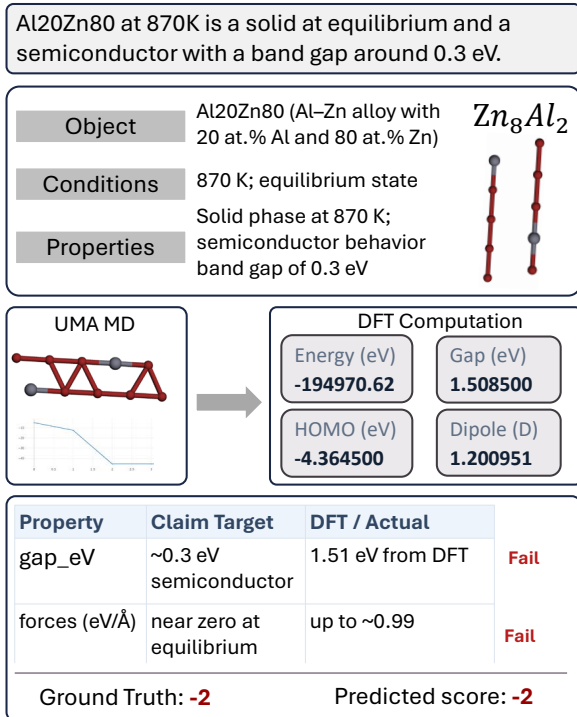 Al20Zn80 at 870K is a solid at equilibrium and a
semiconductor with a band gap around 0.3 eV.
Object
Al20Zn80 (Al–Zn alloy with
20 at.% Al and 80 at.% Zn)
Zn₈Al₂
Conditions
870 K; equilibrium state
Properties
Solid phase at 870 K;
semiconductor behavior
band gap of 0.3 eV
UMA MD
DFT Computation
Energy (eV)
-194970.62
Gap (eV)
1.508500
HOMO (eV)
-4.364500
Dipole (D)
1.200951
Property Claim Target DFT / Actual
gap_eV ~0.3 eV 1.51 eV from DFT Fail
semiconductor
forces (eV/Å) near zero at up to ~0.99 Fail
equilibrium
Ground Truth: -2 Predicted score: -2